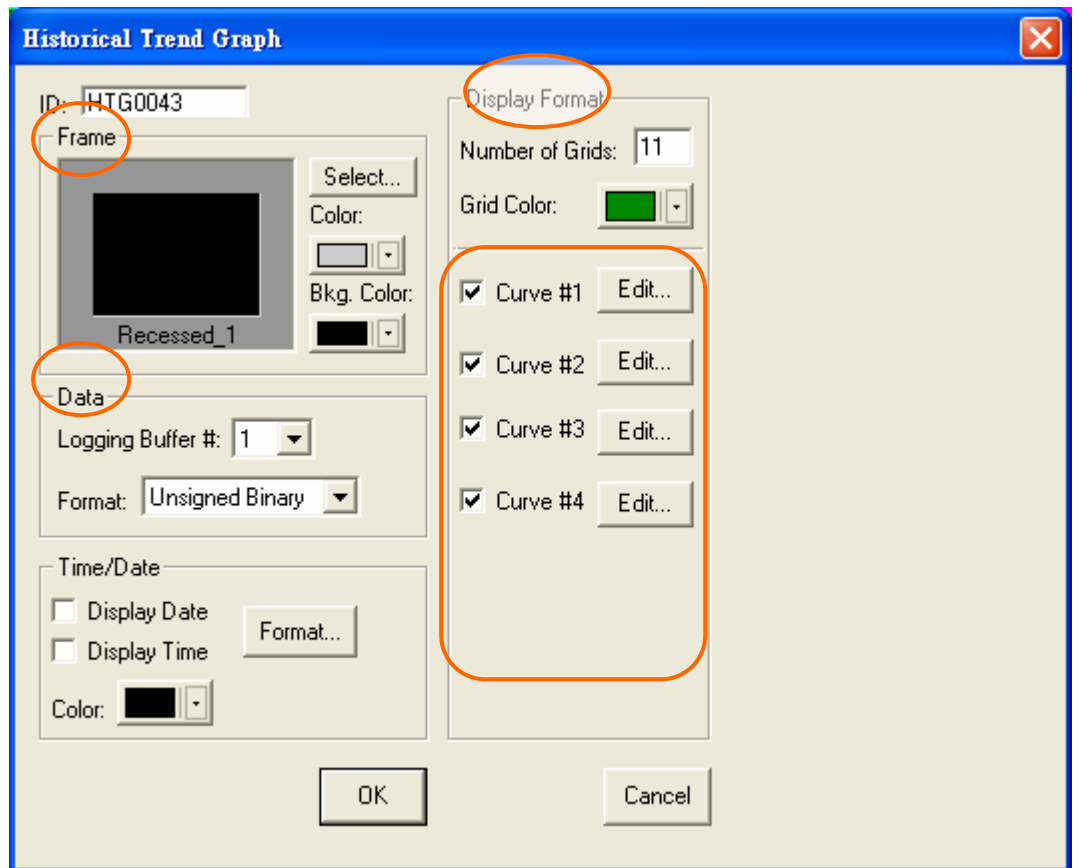 Historical Trend Graph
ID: HTG0043
Frame
Select...
Color:
Bkg. Color:
Recessed_1
Data
Logging Buffer #: 1
Format: Unsigned Binary
Time/Date
Display Date
Display Time
Format...
Color:
Display Format
Number of Grids: 11
Grid Color:
Curve #1 Edit...
Curve #2 Edit...
Curve #3 Edit...
Curve #4 Edit...
OK
Cancel